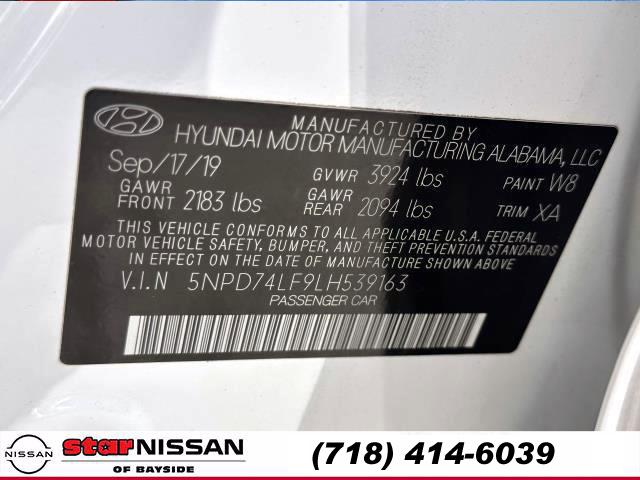 MANUFACTURED BY
HYUNDAI MOTOR MANUFACTURING ALABAMA, LLC
Sep/17/19 GVWR 3924 lbs PAINT W8
GAWR FRONT 2183 lbs GAWR REAR 2094 lbs TRIM XA
THIS VEHICLE CONFORMS TO ALL APPLICABLE U.S.A. FEDERAL
MOTOR VEHICLE SAFETY, BUMPER, AND THEFT PREVENTION STANDARDS
IN EFFECT ON THE DATE OF MANUFACTURE SHOWN ABOVE.
V.I.N 5NPD74LF9LH539163
PASSENGER CAR
NISSAN
star NISSAN
OF BAYSIDE
(718) 414-6039